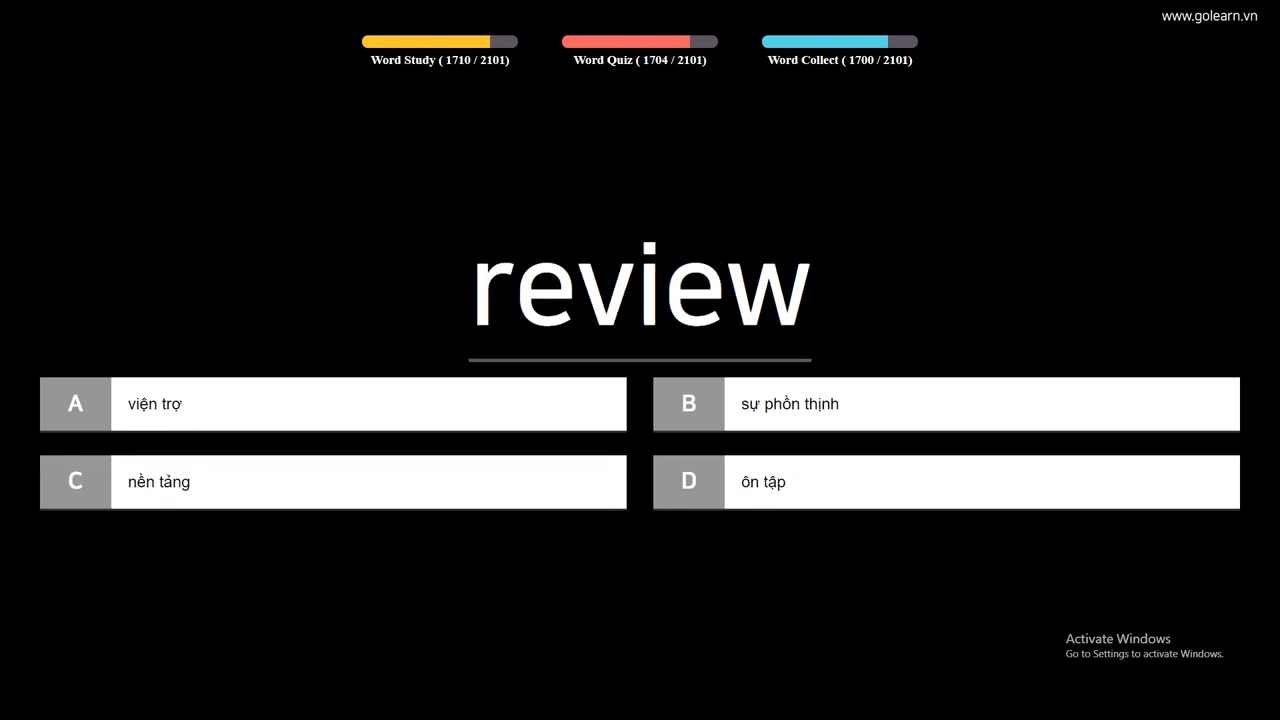 www.golearn.vn
Word Study ( 1710 / 2101)
Word Quiz ( 1704 / 2101)
Word Collect ( 1700 / 2101)
review
A viện trợ
B sự phồn thịnh
C nền tảng
D ôn tập
Activate Windows
Go to Settings to activate Windows.